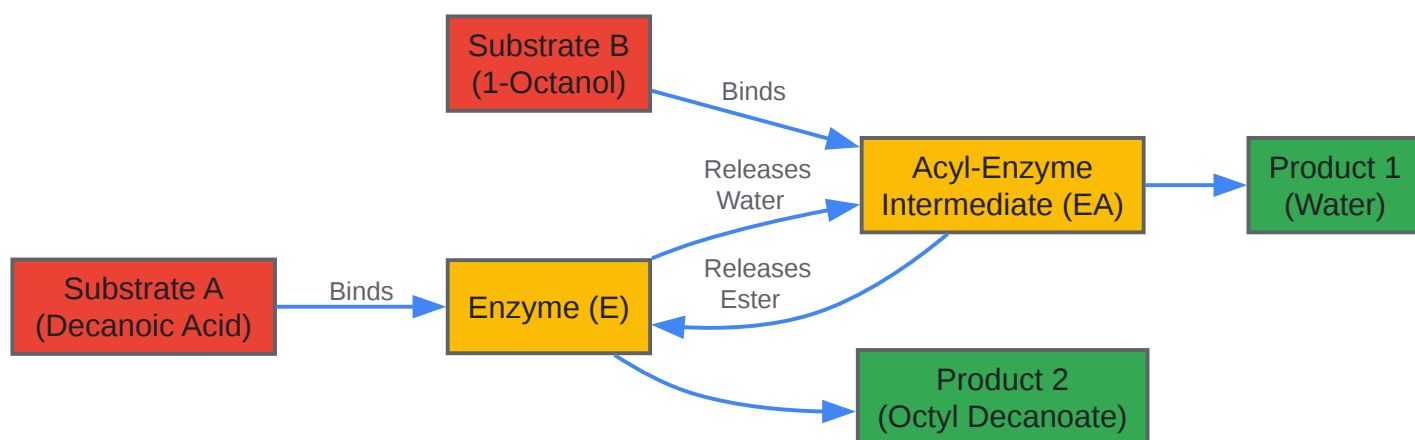 Substrate B
(1-Octanol)
Binds
Releases
Water
Acyl-Enzyme
Intermediate (EA)
Product 1
(Water)
Substrate A
(Decanoic Acid)
Binds
Enzyme (E)
Releases
Ester
Product 2
(Octyl Decanoate)